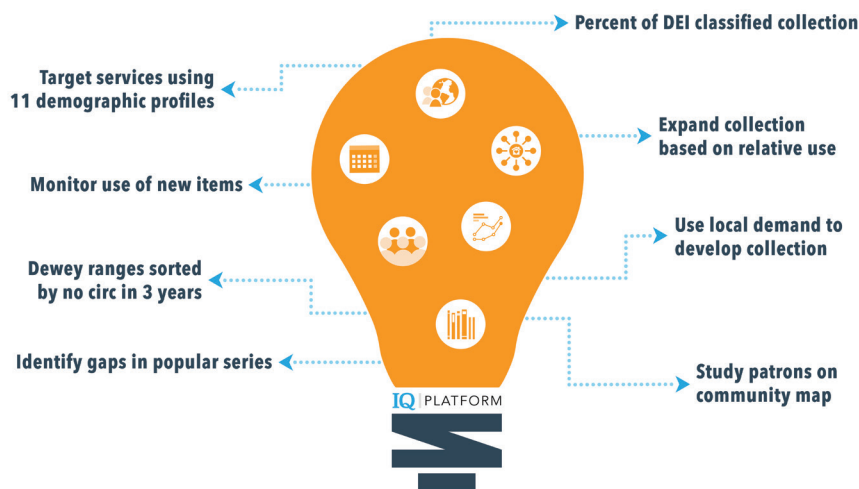 Percent of DEI classified collection
Target services using
11 demographic profiles
Expand collection
based on relative use
Monitor use of new items
Use local demand to
develop collection
Dewey ranges sorted
by no circ in 3 years
Identify gaps in popular series
Study patrons on
community map
IQ | PLATFORM